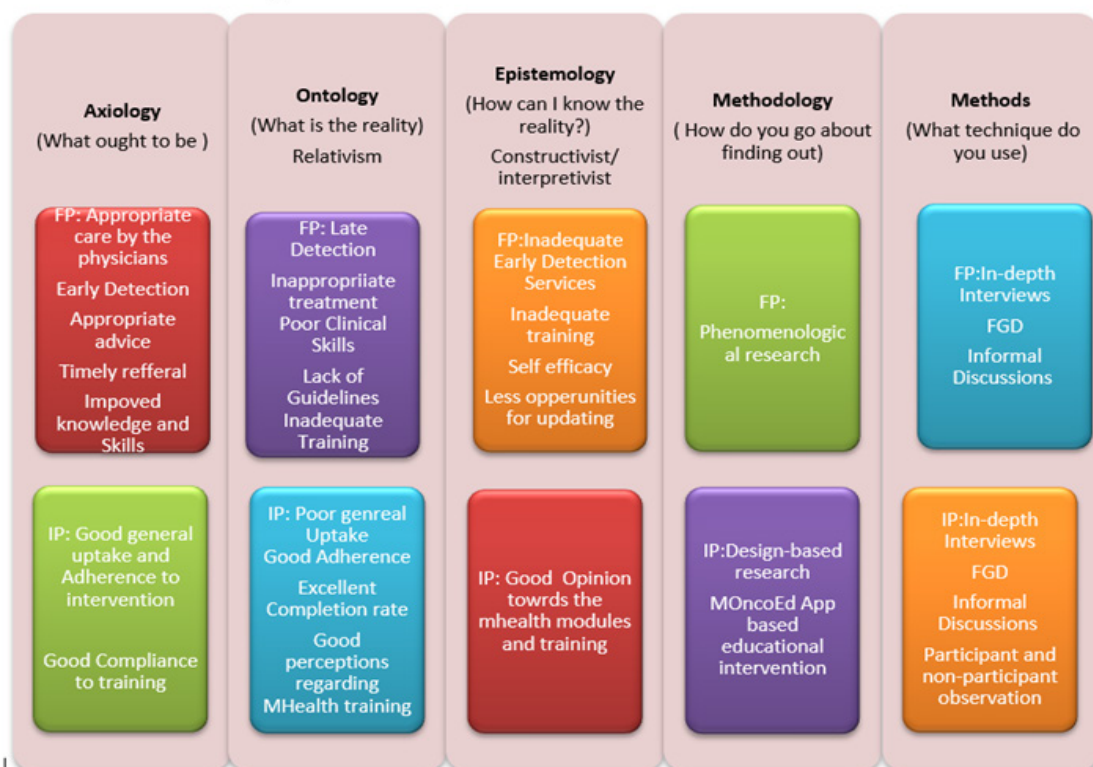 Axiology
(What ought to be )
FP: Appropriate
care by the
physicians
Early Detection
Appropriate
advice
Timely refferal
Impoved
knowledge and
Skills
IP: Good general
uptake and
Adherence to
intervention
Good Compliance
to training
Ontology
(What is the reality)
Relativism
FP: Late
Detection
Inappropriiate
treatment
Poor Clinical
Skills
Lack of
Guidelines
Inadequate
Training
IP: Poor genreal
Uptake
Good Adherence
Excellent
Completion rate
Good
perceptions
regarding
MHealth training
Epistemology
(How can I know the
reality?)
Constructivist/
interpretivist
FP:Inadequate
Early Detection
Services
Inadequate
training
Self efficacy
Less opperunities
for updating
IP: Good Opinion
towrds the
mhealth modules
and training
Methodology
( How do you go about
finding out)
FP:
Phenomenologic
al research
IP:Design-based
research
MOncoEd App
based
educational
intervention
Methods
(What technique do
you use)
FP:In-depth
Interviews
FGD
Informal
Discussions
IP:In-depth
Interviews
FGD
Informal
Discussions
Participant and
non-participant
observation